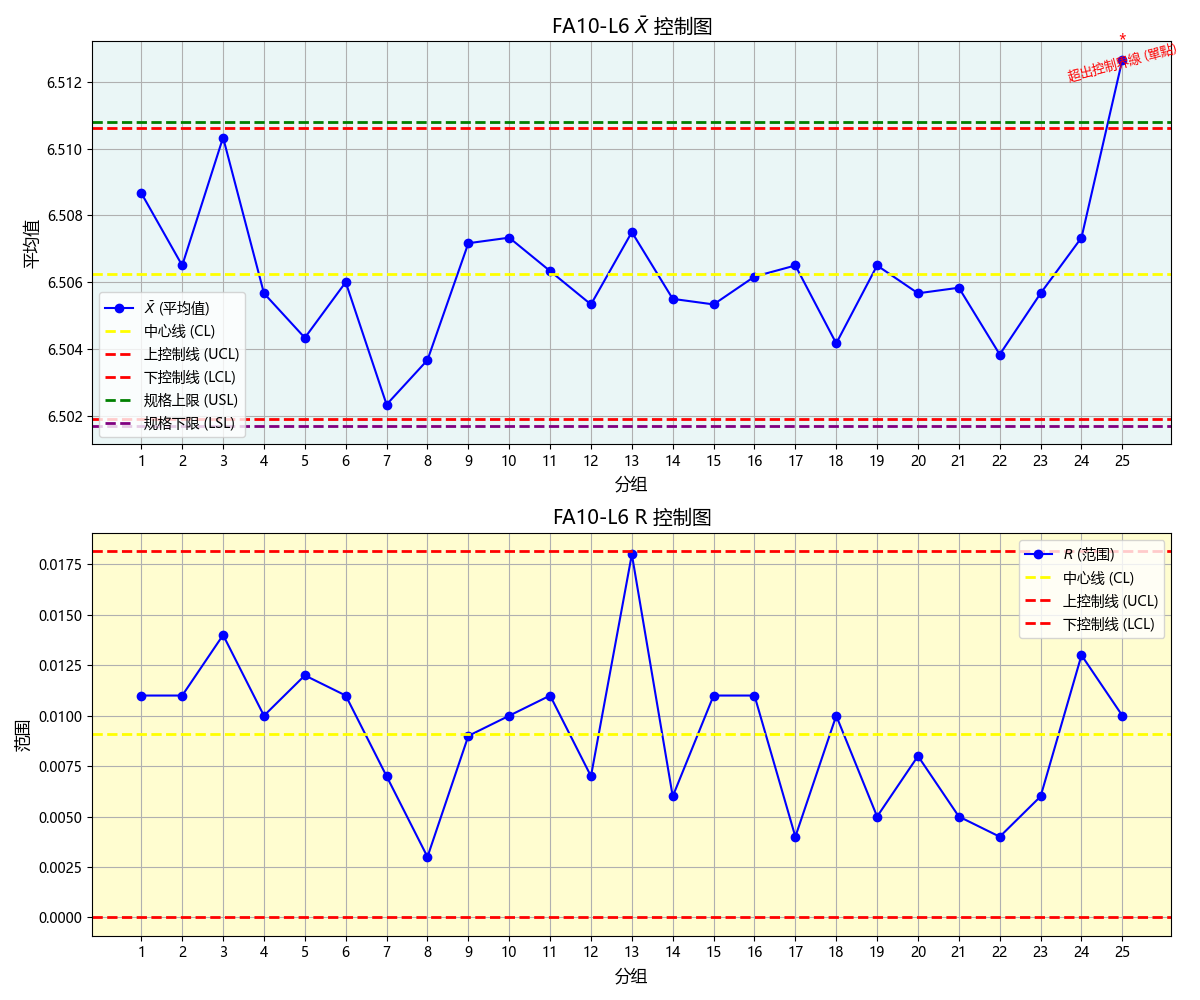 FA10-L6 X̄ 控制图
*
超出控制界線 (單點)
6.512
6.510
6.508
6.506
6.504
6.502
平均值
X̄ (平均值)
中心线 (CL)
上控制线 (UCL)
下控制线 (LCL)
规格上限 (USL)
规格下限 (LSL)
1 2 3 4 5 6 7 8 9 10 11 12 13 14 15 16 17 18 19 20 21 22 23 24 25
分组
FA10-L6 R 控制图
0.0175
0.0150
0.0125
0.0100
0.0075
0.0050
0.0025
0.0000
范围
R (范围)
中心线 (CL)
上控制线 (UCL)
下控制线 (LCL)
1 2 3 4 5 6 7 8 9 10 11 12 13 14 15 16 17 18 19 20 21 22 23 24 25
分组